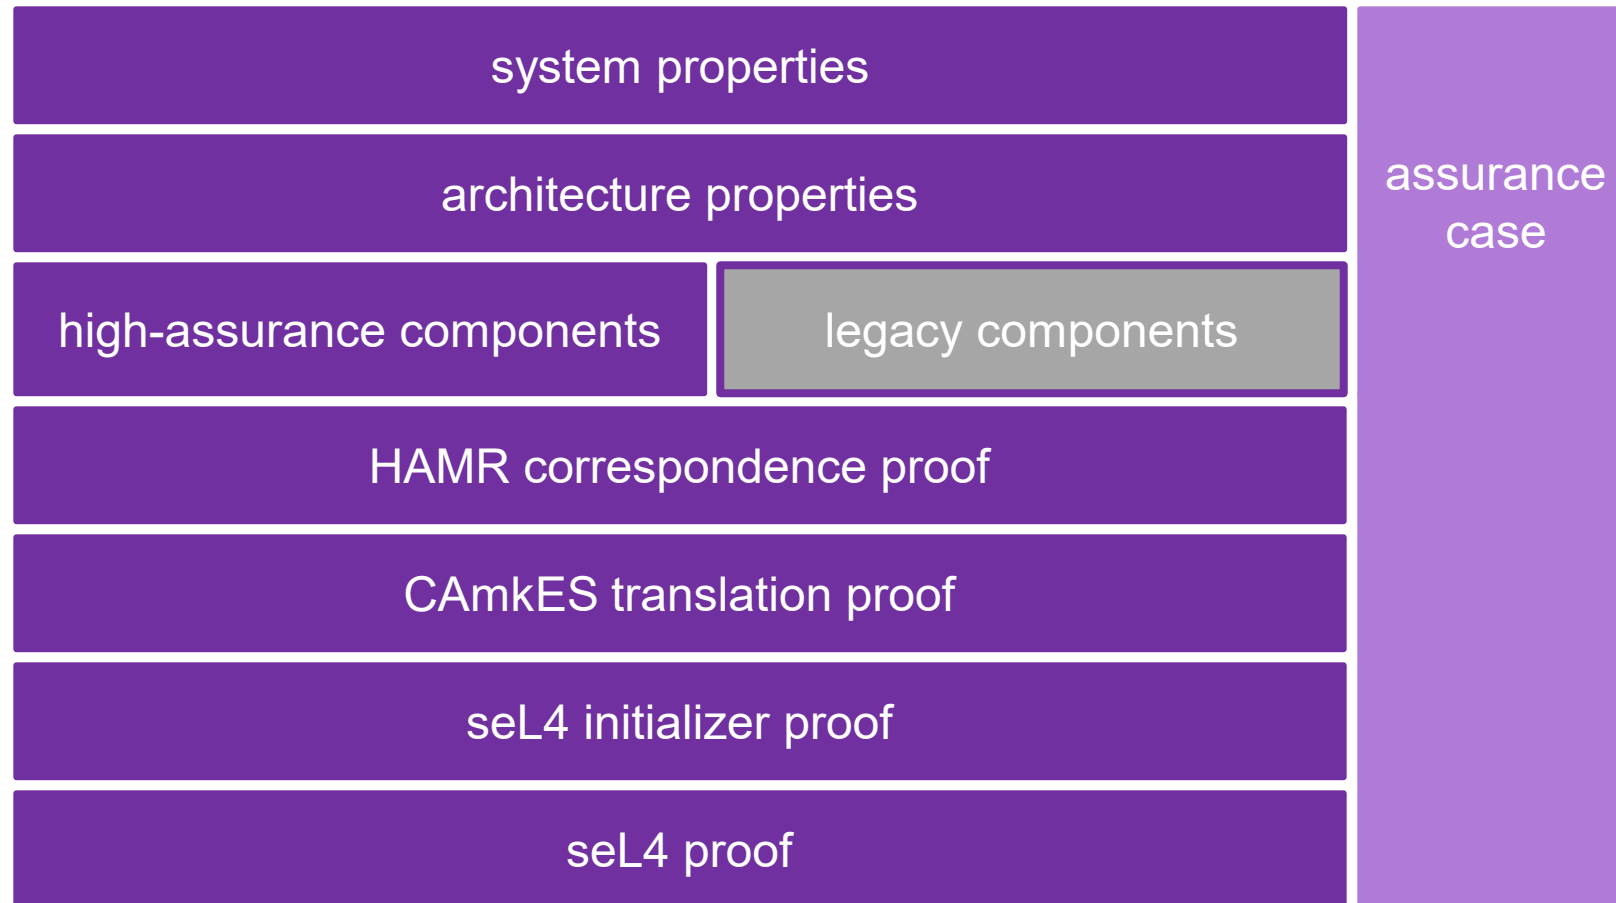 system properties
architecture properties
assurance
case
high-assurance components
legacy components
HAMR correspondence proof
CAmkES translation proof
seL4 initializer proof
seL4 proof